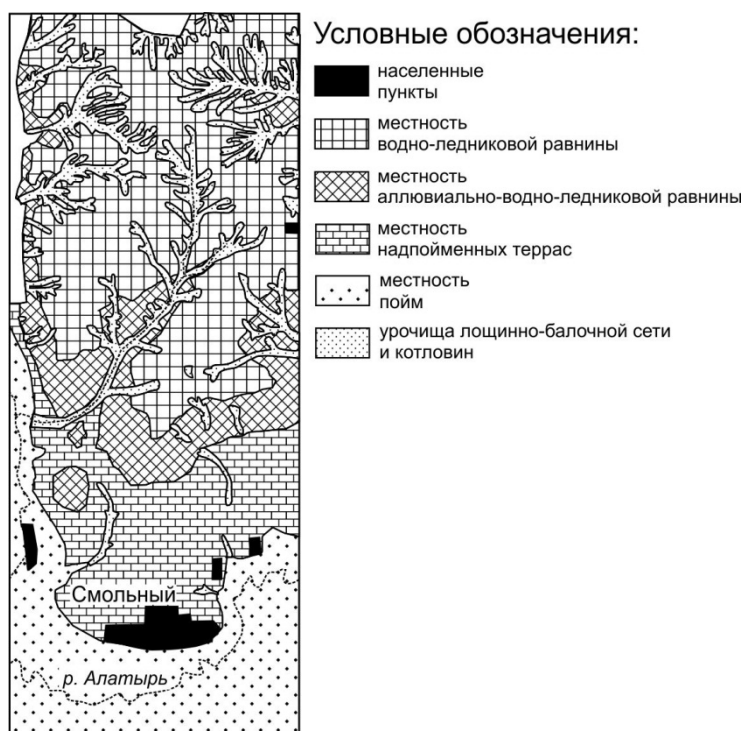 Условные обозначения:
населенные
пункты
местность
водно-ледниковой равнины
местность
аллювиально-водно-ледниковой равнины
местность
надпойменных террас
местность
пойм
урочища лощинно-балочной сети
и котловин
Смольный
р. Алатырь